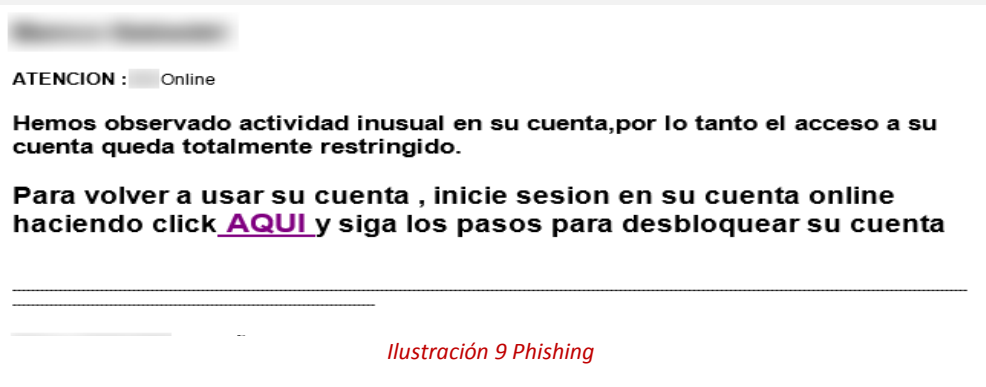 ATENCION : Online
Hemos observado actividad inusual en su cuenta,por lo tanto el acceso a su
cuenta queda totalmente restringido.
Para volver a usar su cuenta , inicie sesion en su cuenta online
haciendo click AQUI y siga los pasos para desbloquear su cuenta
Ilustración 9 Phishing